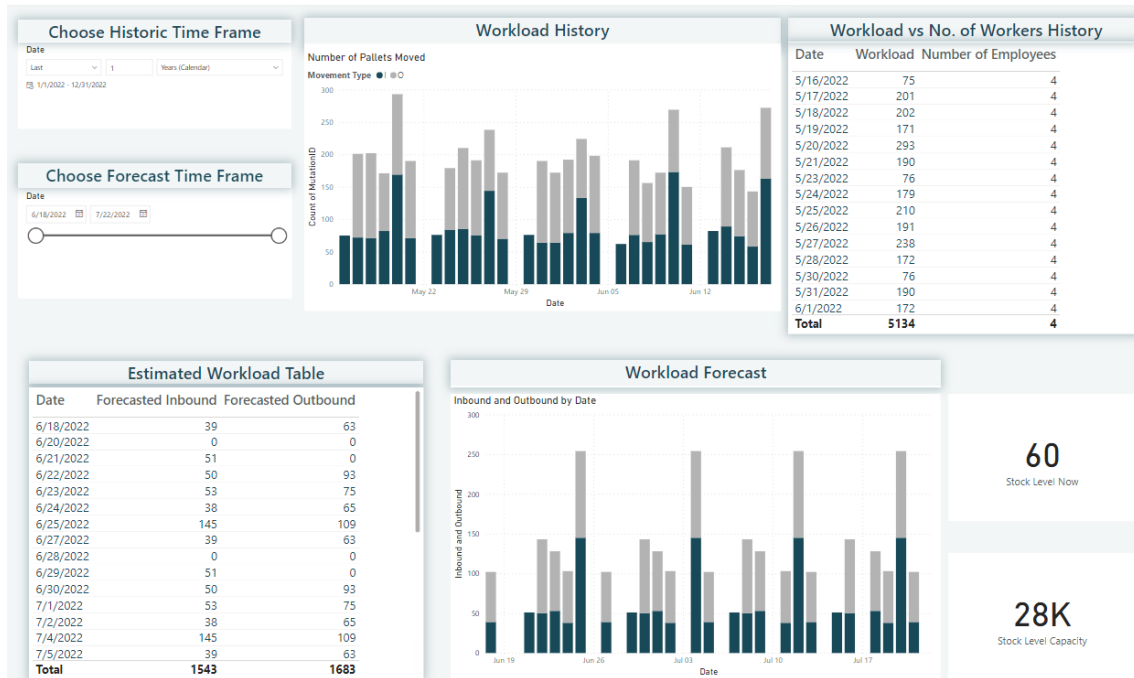 Choose Historic Time Frame
Date
Last 1 Years (Calendar)
1/1/2022 - 12/31/2022
Choose Forecast Time Frame
Date
6/18/2022 7/22/2022
Workload History
Number of Pallets Moved
Movement Type I O
Count of MutationID
300
250
200
150
100
50
0
May 22 May 29 Jun 05 Jun 12
Date
Workload vs No. of Workers History
Date Workload Number of Employees
5/16/2022 75 4
5/17/2022 201 4
5/18/2022 202 4
5/19/2022 171 4
5/20/2022 293 4
5/21/2022 190 4
5/23/2022 76 4
5/24/2022 179 4
5/25/2022 210 4
5/26/2022 191 4
5/27/2022 238 4
5/28/2022 172 4
5/30/2022 76 4
5/31/2022 190 4
6/1/2022 172 4
Total 5134 4
Estimated Workload Table
Date Forecasted Inbound Forecasted Outbound
6/18/2022 39 63
6/20/2022 0 0
6/21/2022 51 0
6/22/2022 50 93
6/23/2022 53 75
6/24/2022 38 65
6/25/2022 145 109
6/27/2022 39 63
6/28/2022 0 0
6/29/2022 51 0
6/30/2022 50 93
7/1/2022 53 75
7/2/2022 38 65
7/4/2022 145 109
7/5/2022 39 63
Total 1543 1683
Workload Forecast
Inbound and Outbound by Date
Inbound and Outbound
300
250
200
150
100
50
0
Jun 19 Jun 26 Jul 03 Jul 10 Jul 17
Date
60
Stock Level Now
28K
Stock Level Capacity